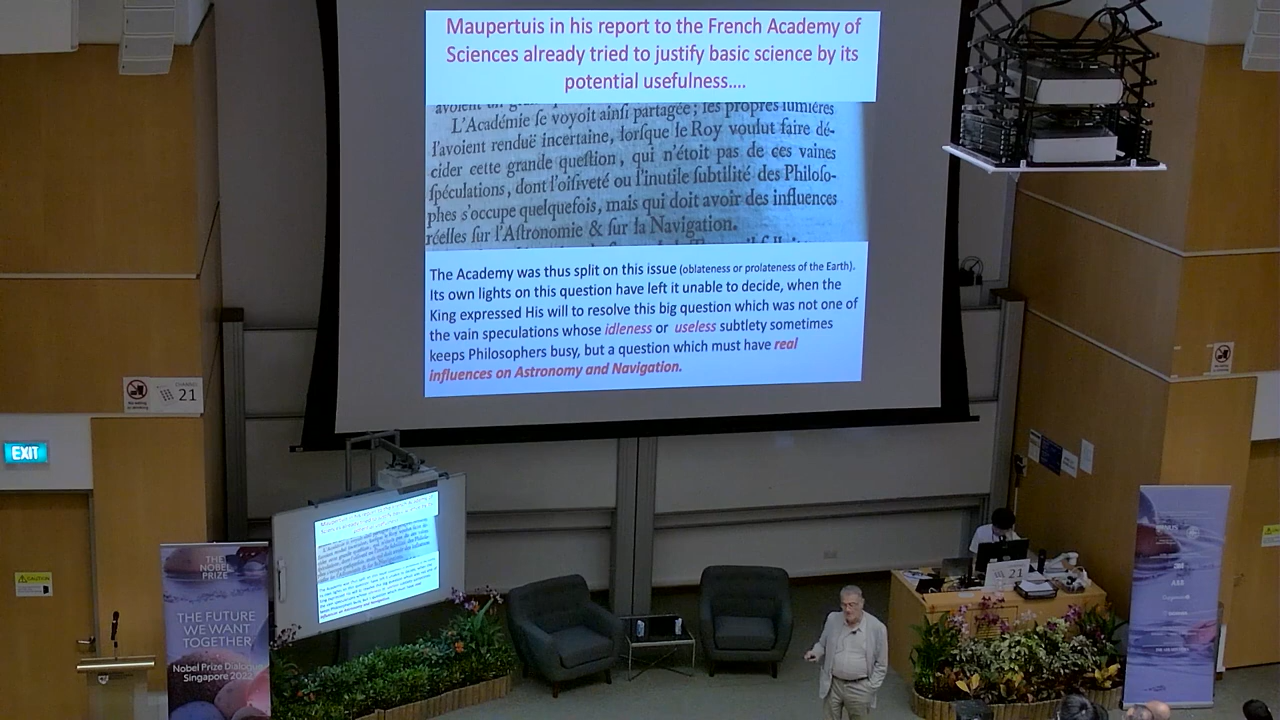 Maupertuis in his report to the French Academy of
Sciences already tried to justify basic science by its
potential usefulness....
L'Académie ſe voyoit ainſi partagée; ſes propres lumiéres
l'avoient renduë incertaine, lorſque le Roy voulut faire dé-
cider cette grande queſtion, qui n'étoit pas de ces vaines
ſpéculations, dont l'oiſiveté ou l'inutile ſubtilité des Philoſo-
phes s'occupe quelquefois, mais qui doit avoir des influences
réelles ſur l'Aſtronomie & ſur la Navigation.
The Academy was thus split on this issue (oblateness or prolateness of the Earth).
Its own lights on this question have left it unable to decide, when the
King expressed His will to resolve this big question which was not one of
the vain speculations whose idleness or useless subtlety sometimes
keeps Philosophers busy, but a question which must have real
influences on Astronomy and Navigation.
21
EXIT
CAUTION
THE
NOBEL
PRIZE
THE FUTURE
WE WANT
TOGETHER
Nobel Prize Dialogue
Singapore 2022
21
3M
ABB
CAUTION